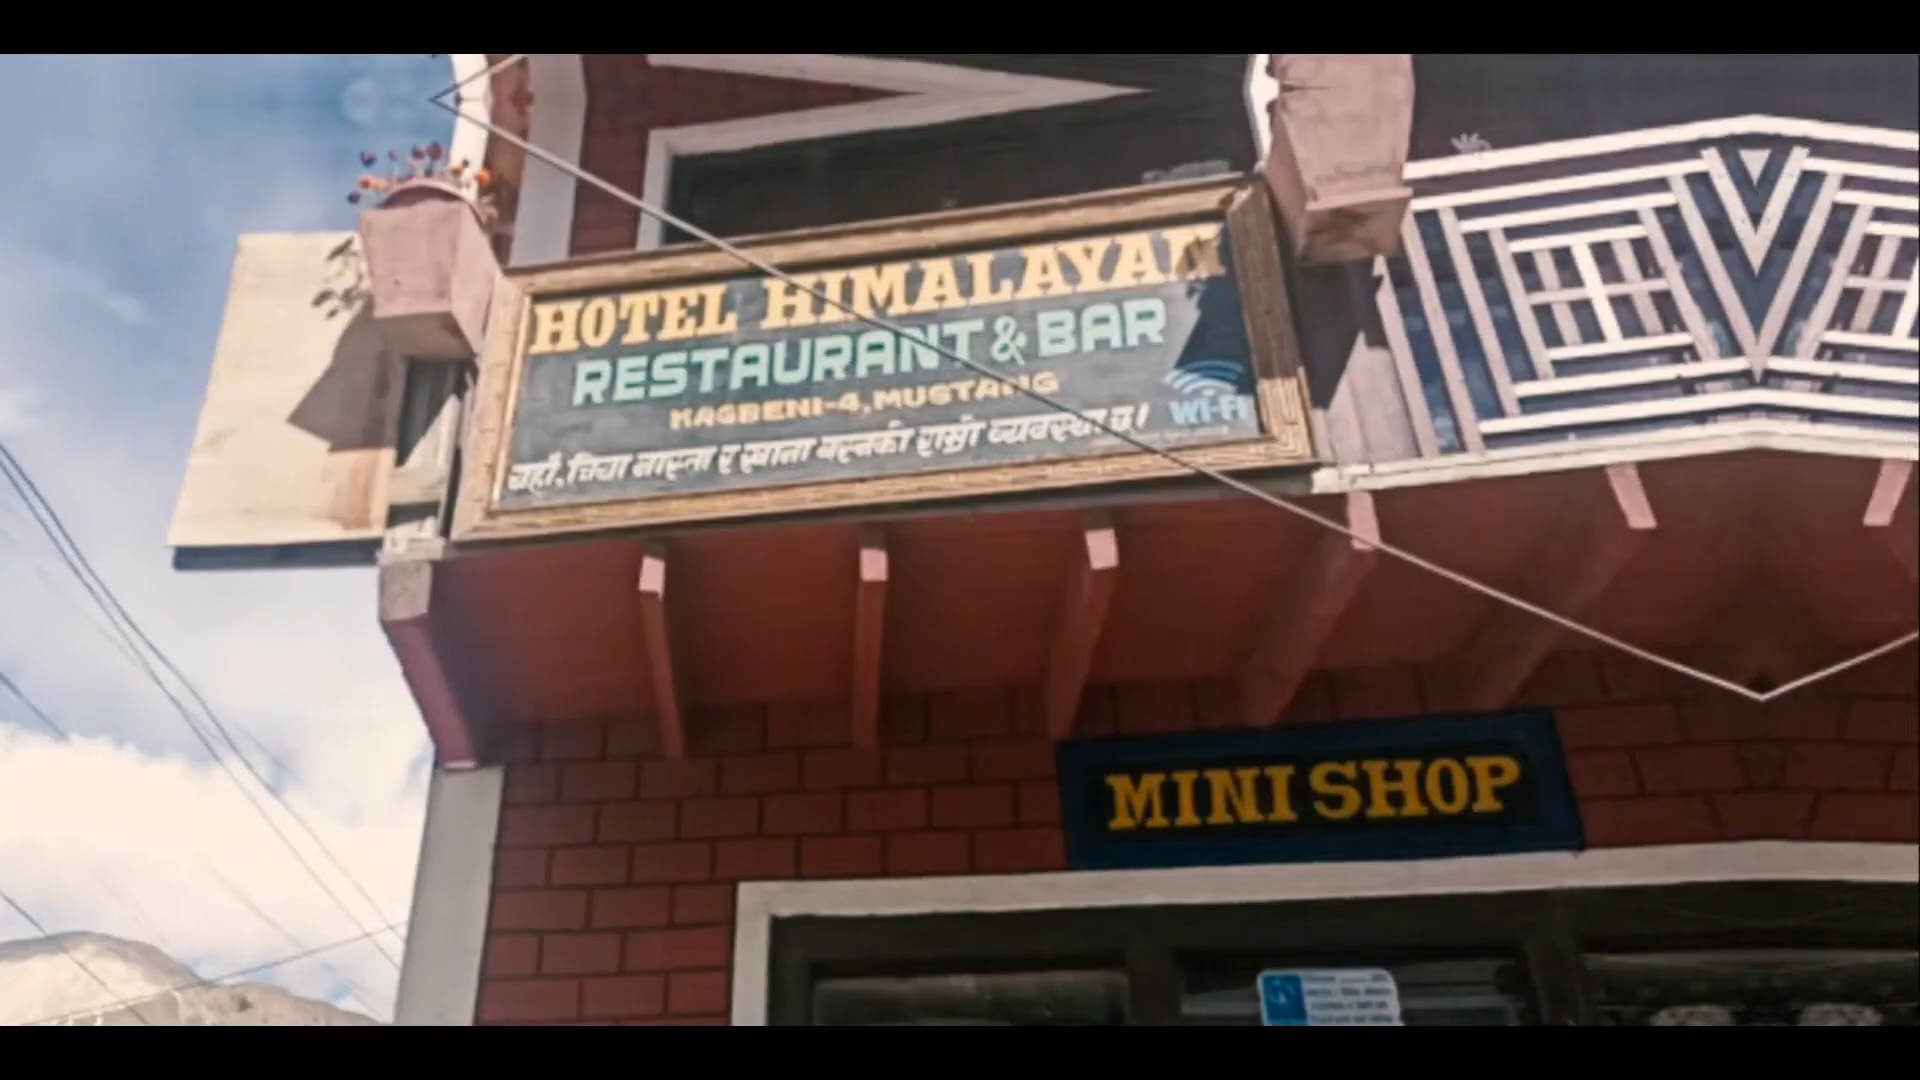 HOTEL HIMALAYAN
RESTAURANT & BAR
KAGBENI-4, MUSTANG
Wi-Fi
यहाँ, चिया नास्ता र खाना बस्नको राम्रो व्यवस्था छ।
MINI SHOP